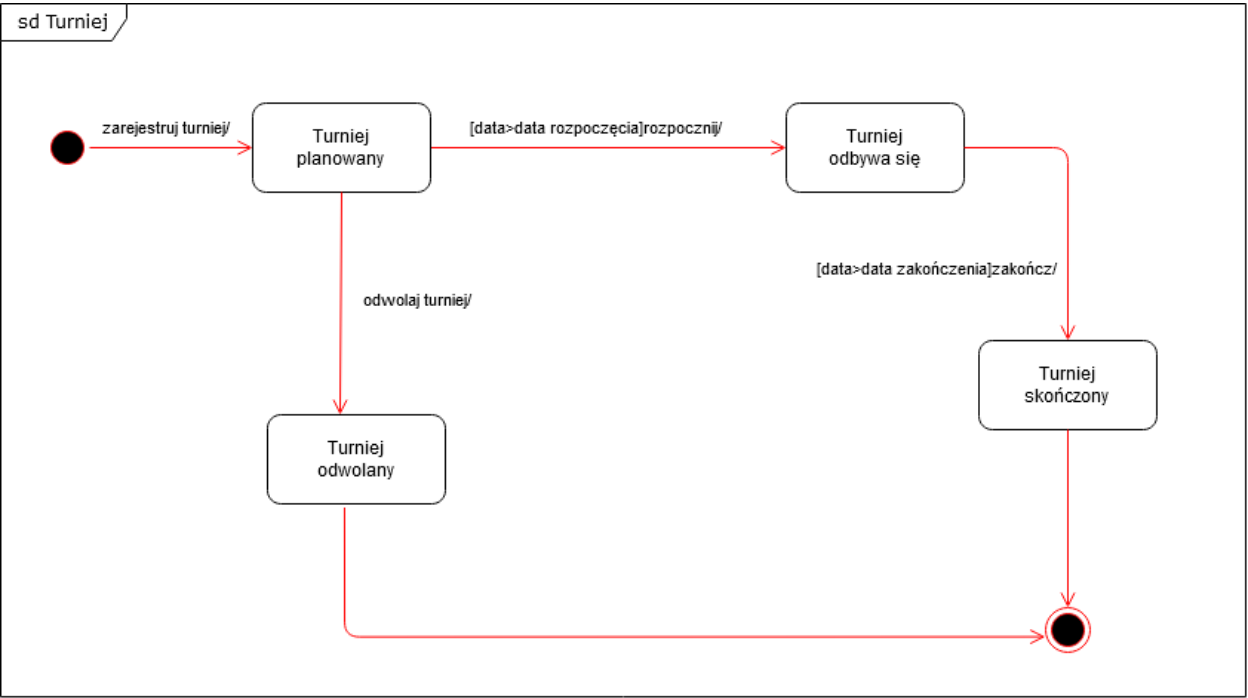 sd Turniej
zarejestruj turniej/
Turniej
planowany
[data>data rozpoczęcia]rozpocznij/
Turniej
odbywa się
[data>data zakończenia]zakończ/
odwolaj turniej/
Turniej
skończony
Turniej
odwolany